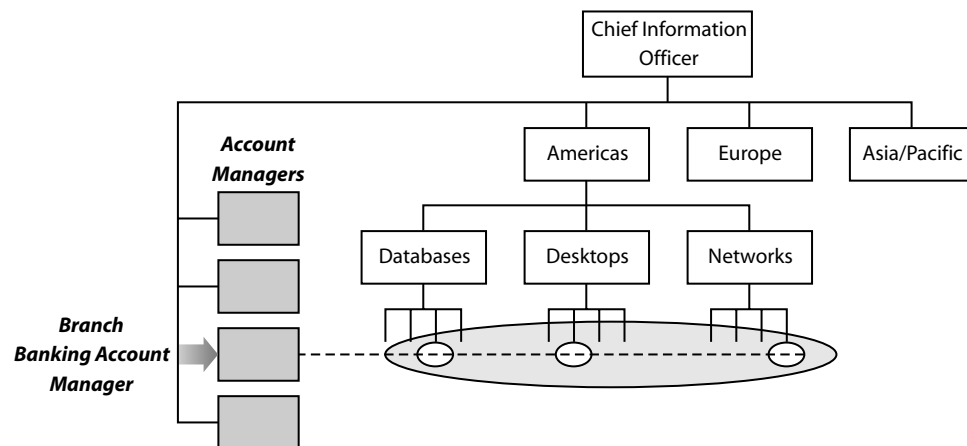 Chief Information
Officer
Account
Managers
Americas
Europe
Asia/Pacific
Databases
Desktops
Networks
Branch
Banking Account
Manager